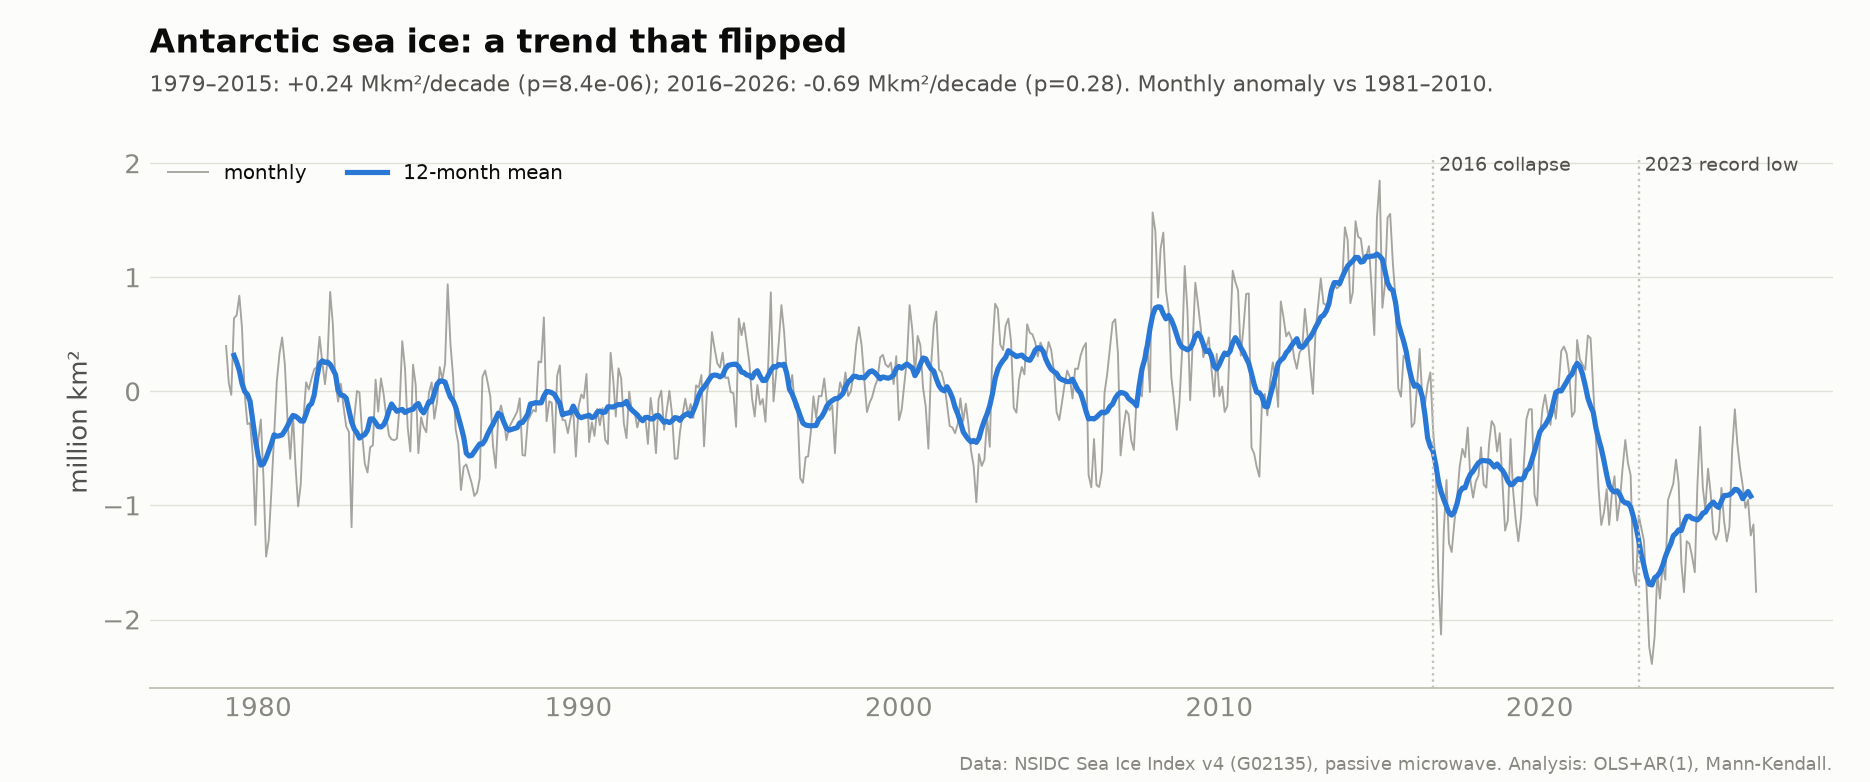 Antarctic sea ice: a trend that flipped
1979–2015: +0.24 Mkm²/decade (p=8.4e-06); 2016–2026: -0.69 Mkm²/decade (p=0.28). Monthly anomaly vs 1981–2010.
monthly
12-month mean
2016 collapse
2023 record low
million km²
2
1
0
−1
−2
1980
1990
2000
2010
2020
Data: NSIDC Sea Ice Index v4 (G02135), passive microwave. Analysis: OLS+AR(1), Mann-Kendall.